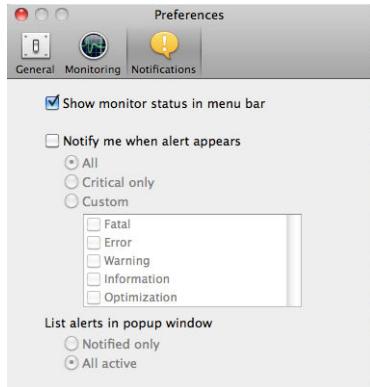 Preferences
General Monitoring Notifications
Show monitor status in menu bar
Notify me when alert appears
All
Critical only
Custom
Fatal
Error
Warning
Information
Optimization
List alerts in popup window
Notified only
All active